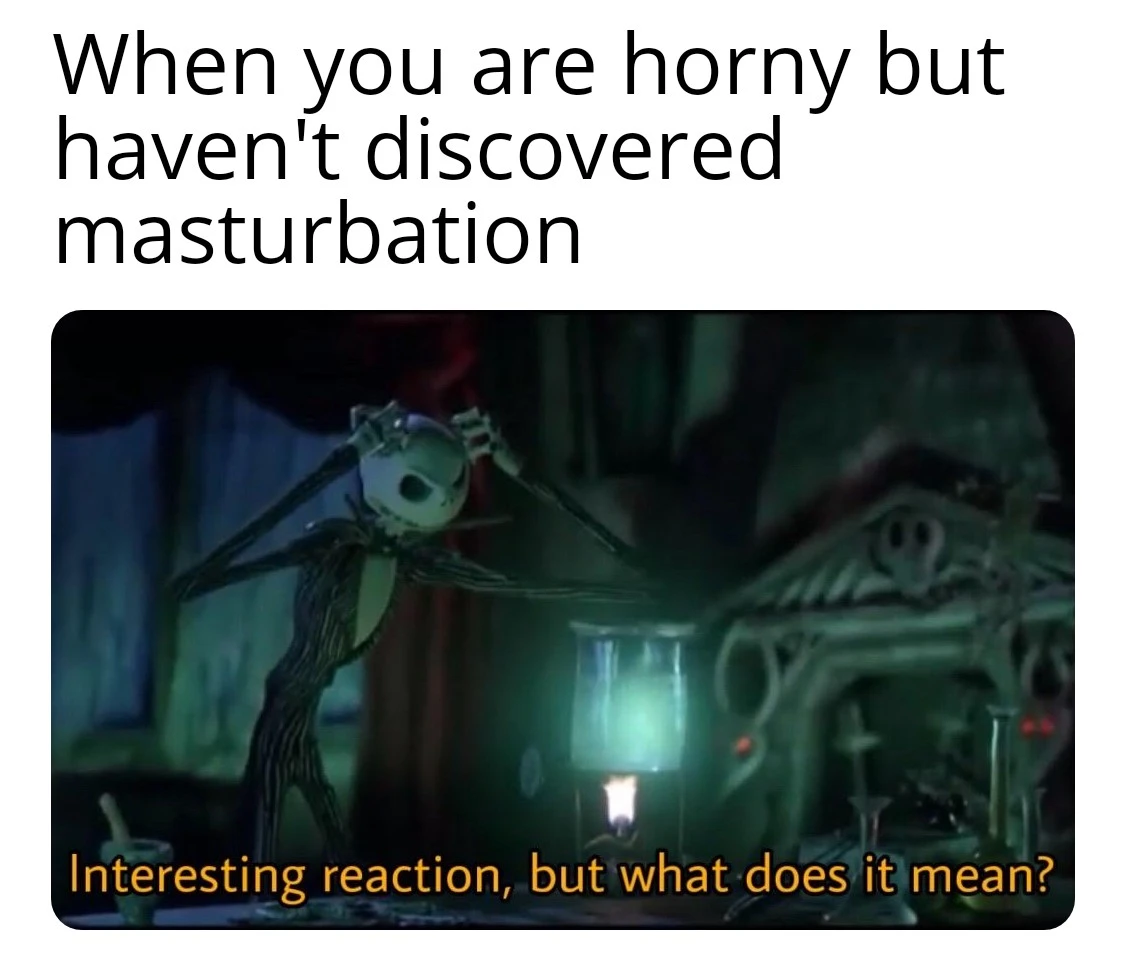 When you are horny but
haven't discovered
masturbation
Interesting reaction, but what does it mean?